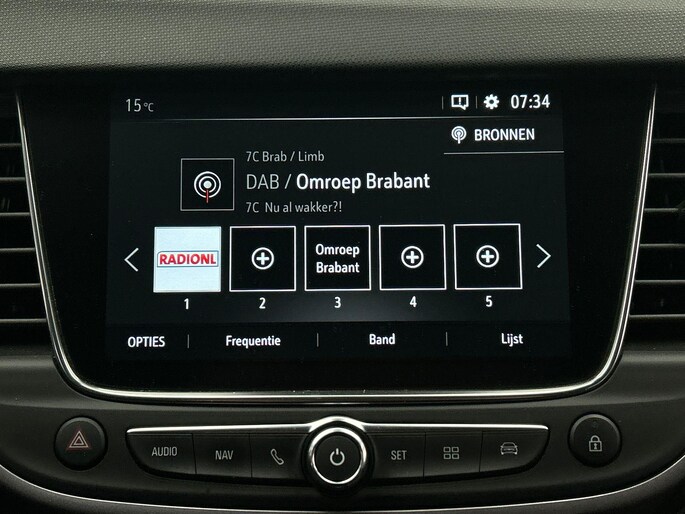 15°C
07:34
BRONNEN
7C Brab / Limb
DAB / Omroep Brabant
7C Nu al wakker?!
RADIONL
Omroep
Brabant
1 2 3 4 5
OPTIES Frequentie Band Lijst
AUDIO NAV SET